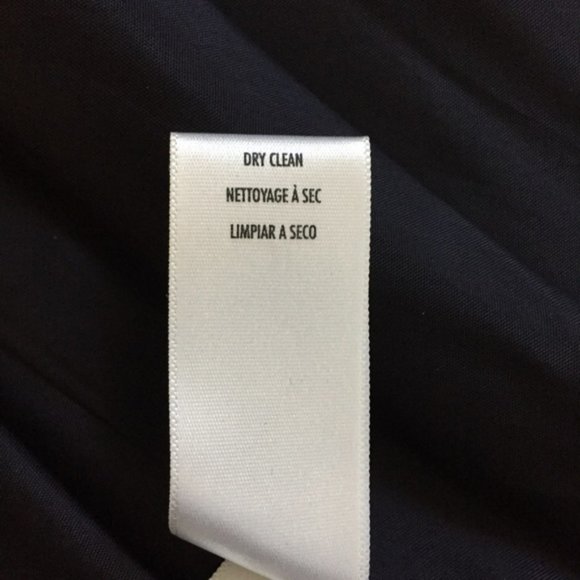 DRY CLEAN
NETTOYAGE À SEC
LIMPIAR A SECO